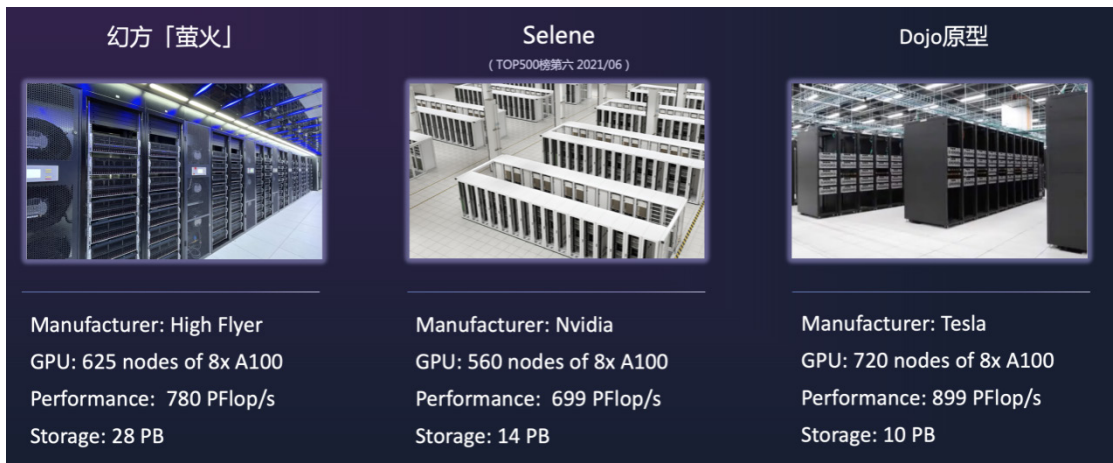 幻方「萤火」
Manufacturer: High Flyer
GPU: 625 nodes of 8x A100
Performance: 780 PFlop/s
Storage: 28 PB
Selene
（TOP500榜第六 2021/06）
Manufacturer: Nvidia
GPU: 560 nodes of 8x A100
Performance: 699 PFlop/s
Storage: 14 PB
Dojo原型
Manufacturer: Tesla
GPU: 720 nodes of 8x A100
Performance: 899 PFlop/s
Storage: 10 PB